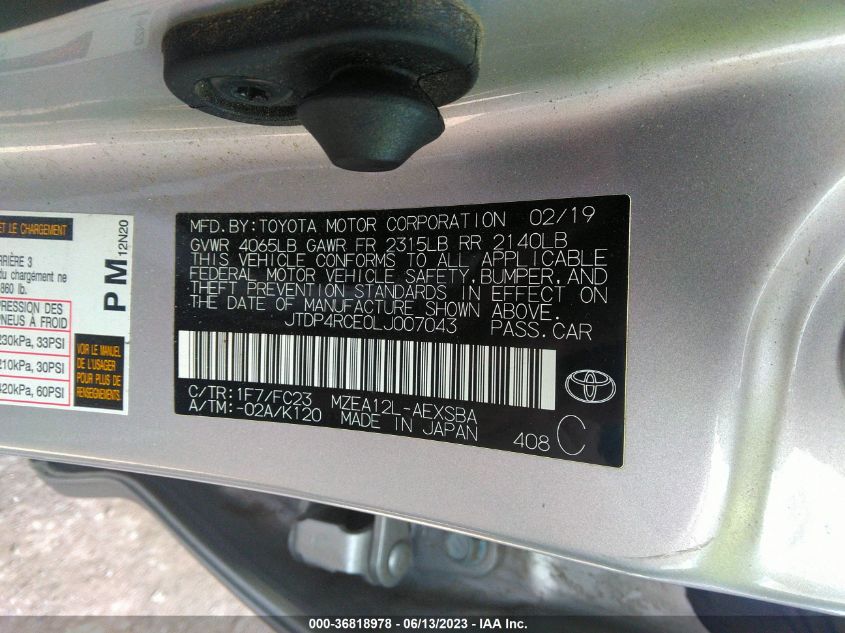 ET LE CHARGEMENT
RRIÈRE 3
du chargement ne
860 lb.
PRESSION DES
PNEUS À FROID
230kPa, 33PSI
210kPa, 30PSI
420kPa, 60PSI
VOIR LE MANUEL
DE L'USAGER
POUR PLUS DE
RENSEIGNEMENTS
PM
12N20
MFD. BY: TOYOTA MOTOR CORPORATION 02/19
GVWR 4065LB GAWR FR 2315LB RR 2140LB
THIS VEHICLE CONFORMS TO ALL APPLICABLE
FEDERAL MOTOR VEHICLE SAFETY, BUMPER, AND
THEFT PREVENTION STANDARDS IN EFFECT ON
THE DATE OF MANUFACTURE SHOWN ABOVE.
JTDP4RCE0LJ007043 PASS. CAR
C/TR: 1F7/FC23 MZEA12L-AEXSBA
A/TM: -02A/K120 MADE IN JAPAN
408 C
000-36818978 - 06/13/2023 - IAA Inc.